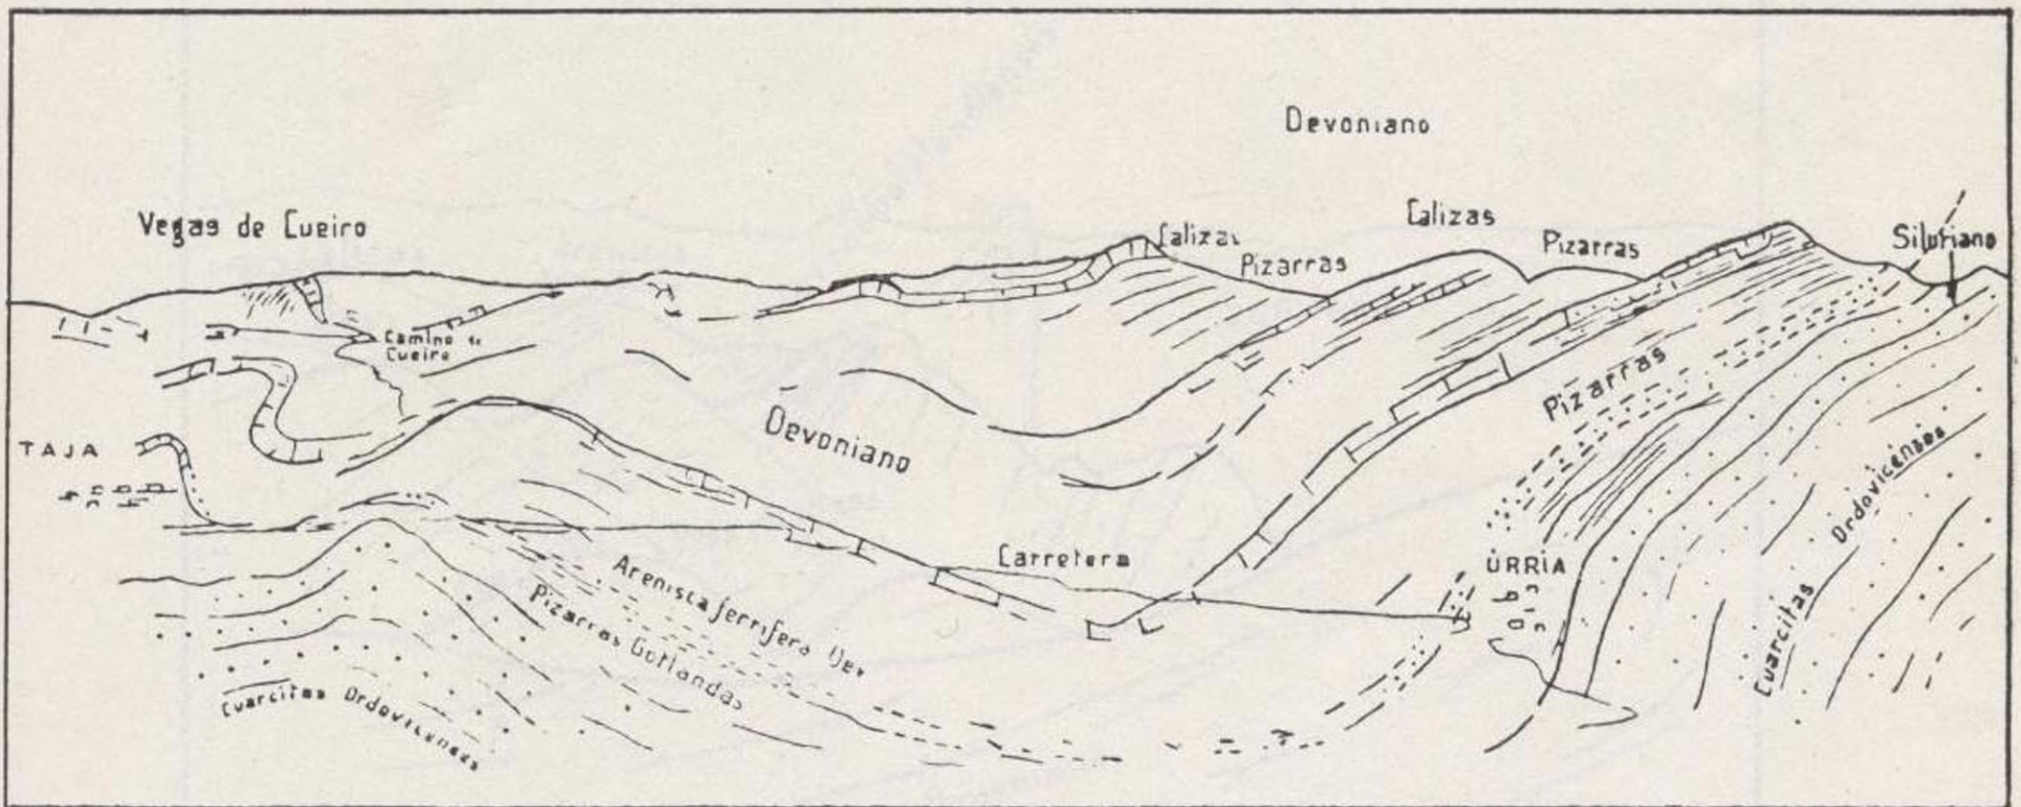 Devoniano
Vegas de Cueiro
Calizas
Calizas
Pizarras
Pizarras
Siluriano
Camino de
Cueiro
Pizarras
TAJA
Devoniano
Ordovicenses
Cuarcitas
Carretera
URRIA
Arenisca ferrifera Dev
Pizarras Gotlandas
Cuarcitas Ordovicenses